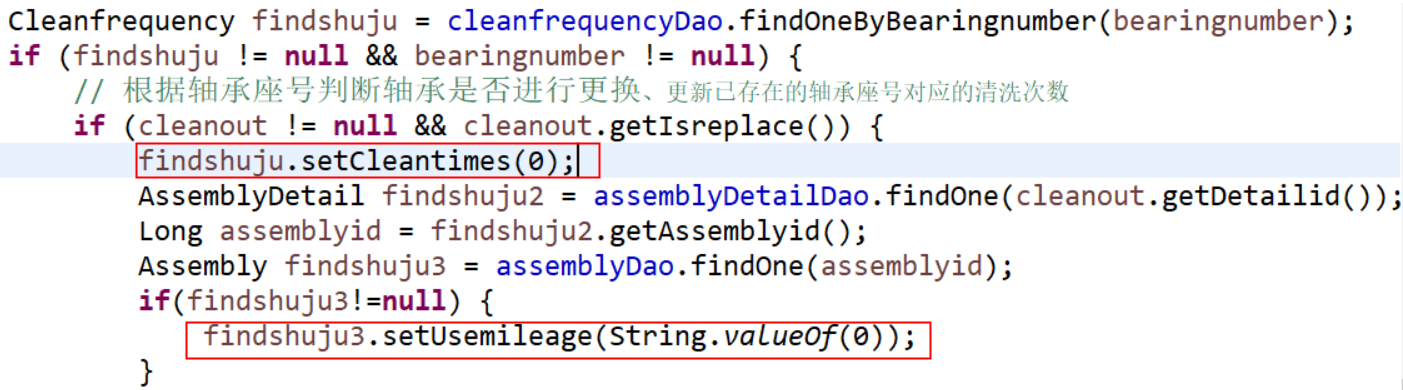 Cleanfrequency findshuju = cleanfrequencyDao.findOneByBearingnumber(bearingnumber);
if (findshuju != null && bearingnumber != null) {
// 根据轴承座号判断轴承是否进行更换、更新已存在的轴承座号对应的清洗次数
if (cleanout != null && cleanout.getIsreplace()) {
findshuju.setCleantimes(0);
AssemblyDetail findshuju2 = assemblyDetailDao.findOne(cleanout.getDetailid());
Long assemblyid = findshuju2.getAssemblyid();
Assembly findshuju3 = assemblyDao.findOne(assemblyid);
if(findshuju3!=null) {
findshuju3.setUsemileage(String.valueOf(0));
}